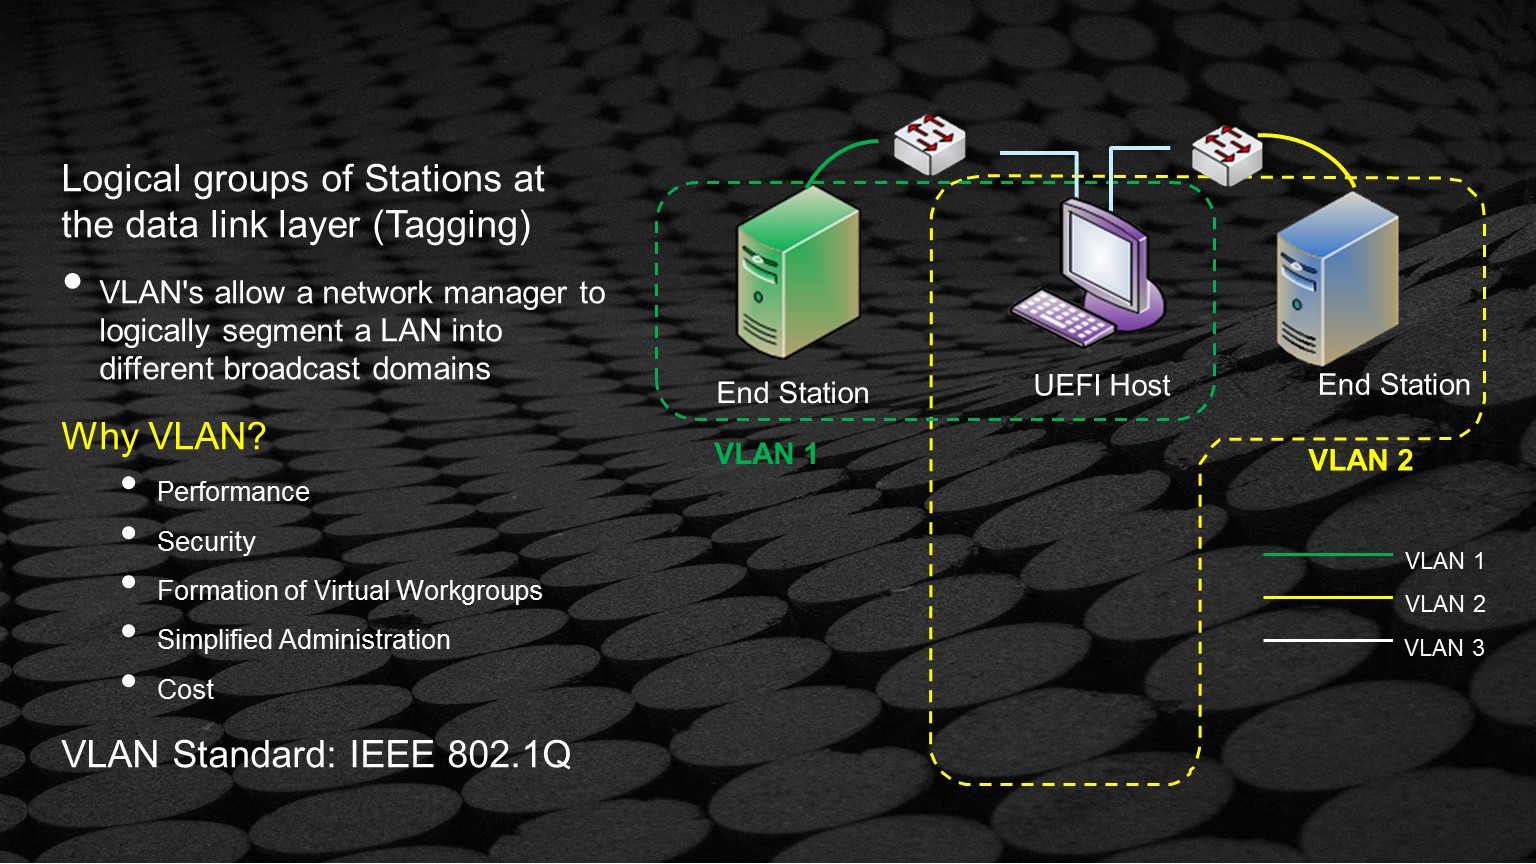 Logical groups of Stations at
the data link layer (Tagging)
• VLAN's allow a network manager to
logically segment a LAN into
different broadcast domains
Why VLAN?
• Performance
• Security
• Formation of Virtual Workgroups
• Simplified Administration
• Cost
VLAN Standard: IEEE 802.1Q
End Station
UEFI Host
End Station
VLAN 1
VLAN 2
VLAN 1
VLAN 2
VLAN 3